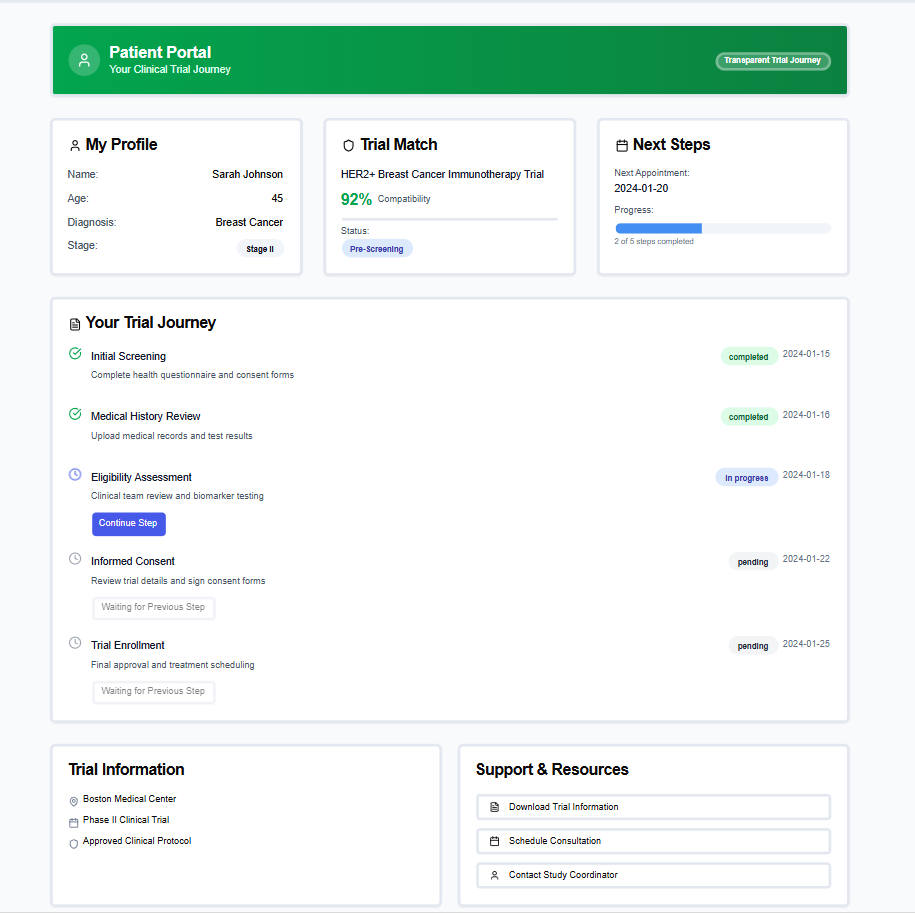 Patient Portal
Your Clinical Trial Journey
Transparent Trial Journey
My Profile
Name: Sarah Johnson
Age: 45
Diagnosis: Breast Cancer
Stage: Stage II
Trial Match
HER2+ Breast Cancer Immunotherapy Trial
92% Compatibility
Status:
Pre-Screening
Next Steps
Next Appointment:
2024-01-20
Progress:
2 of 5 steps completed
Your Trial Journey
Initial Screening completed 2024-01-15
Complete health questionnaire and consent forms
Medical History Review completed 2024-01-16
Upload medical records and test results
Eligibility Assessment in progress 2024-01-18
Clinical team review and biomarker testing
Continue Step
Informed Consent pending 2024-01-22
Review trial details and sign consent forms
Waiting for Previous Step
Trial Enrollment pending 2024-01-25
Final approval and treatment scheduling
Waiting for Previous Step
Trial Information
Boston Medical Center
Phase II Clinical Trial
Approved Clinical Protocol
Support & Resources
Download Trial Information
Schedule Consultation
Contact Study Coordinator